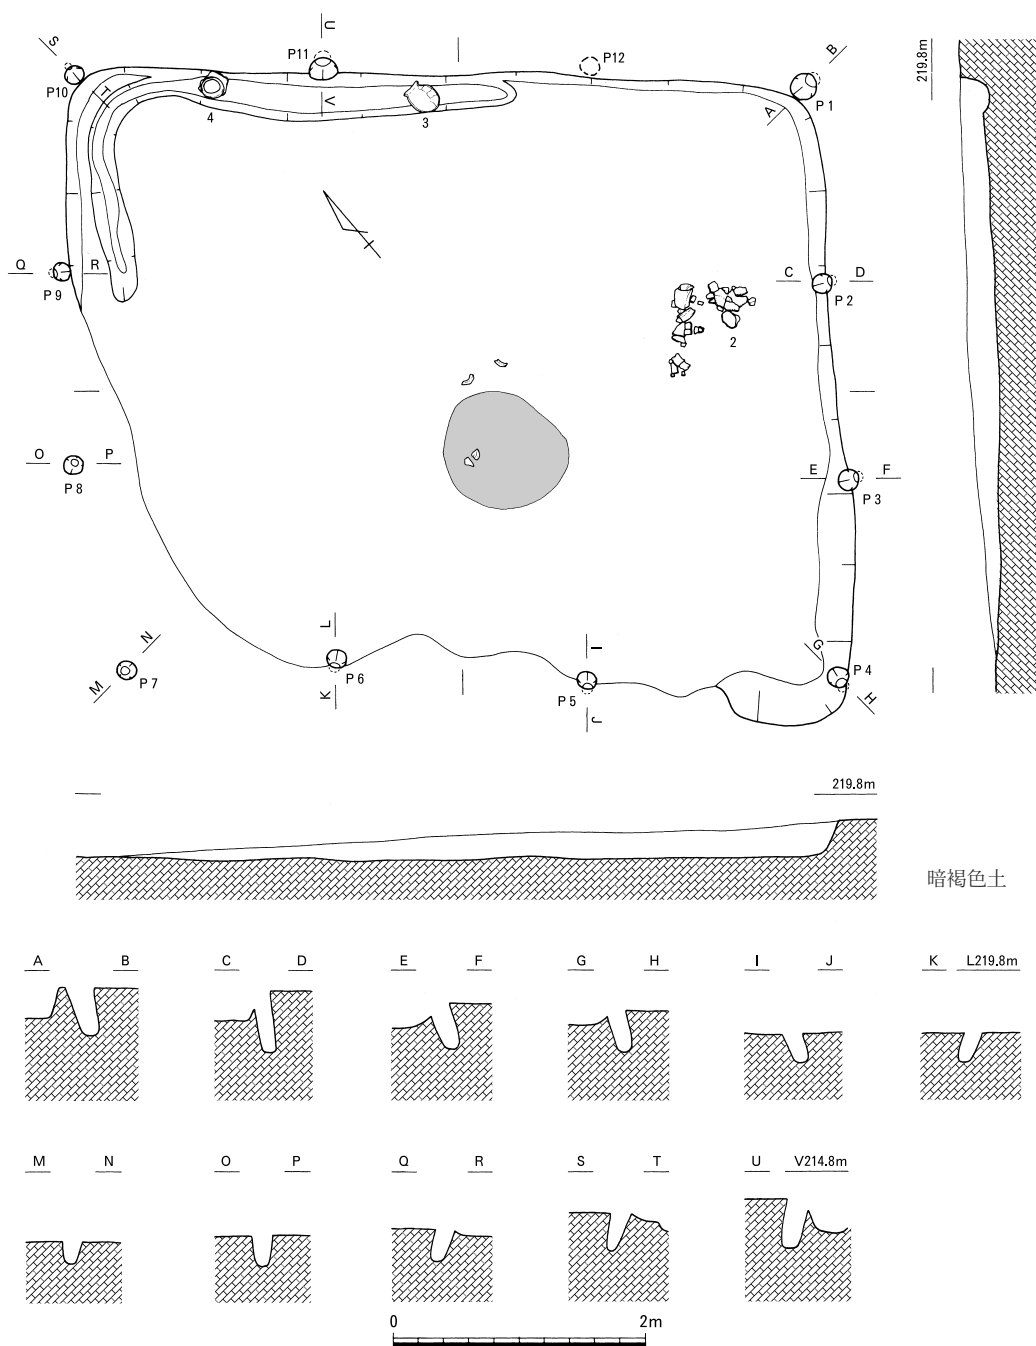 S
U
P11
P12
B
P10
T
V
4
3
P1
A
219.8m
Q
R
P9
C
D
P2
2
O
P
P8
E
F
P3
L
I
N
M
P7
P6
K
P5
J
G
P4
H
219.8m
暗褐色土
A B C D E F G H I J K L219.8m
M N O P Q R S T U V214.8m
0 2m